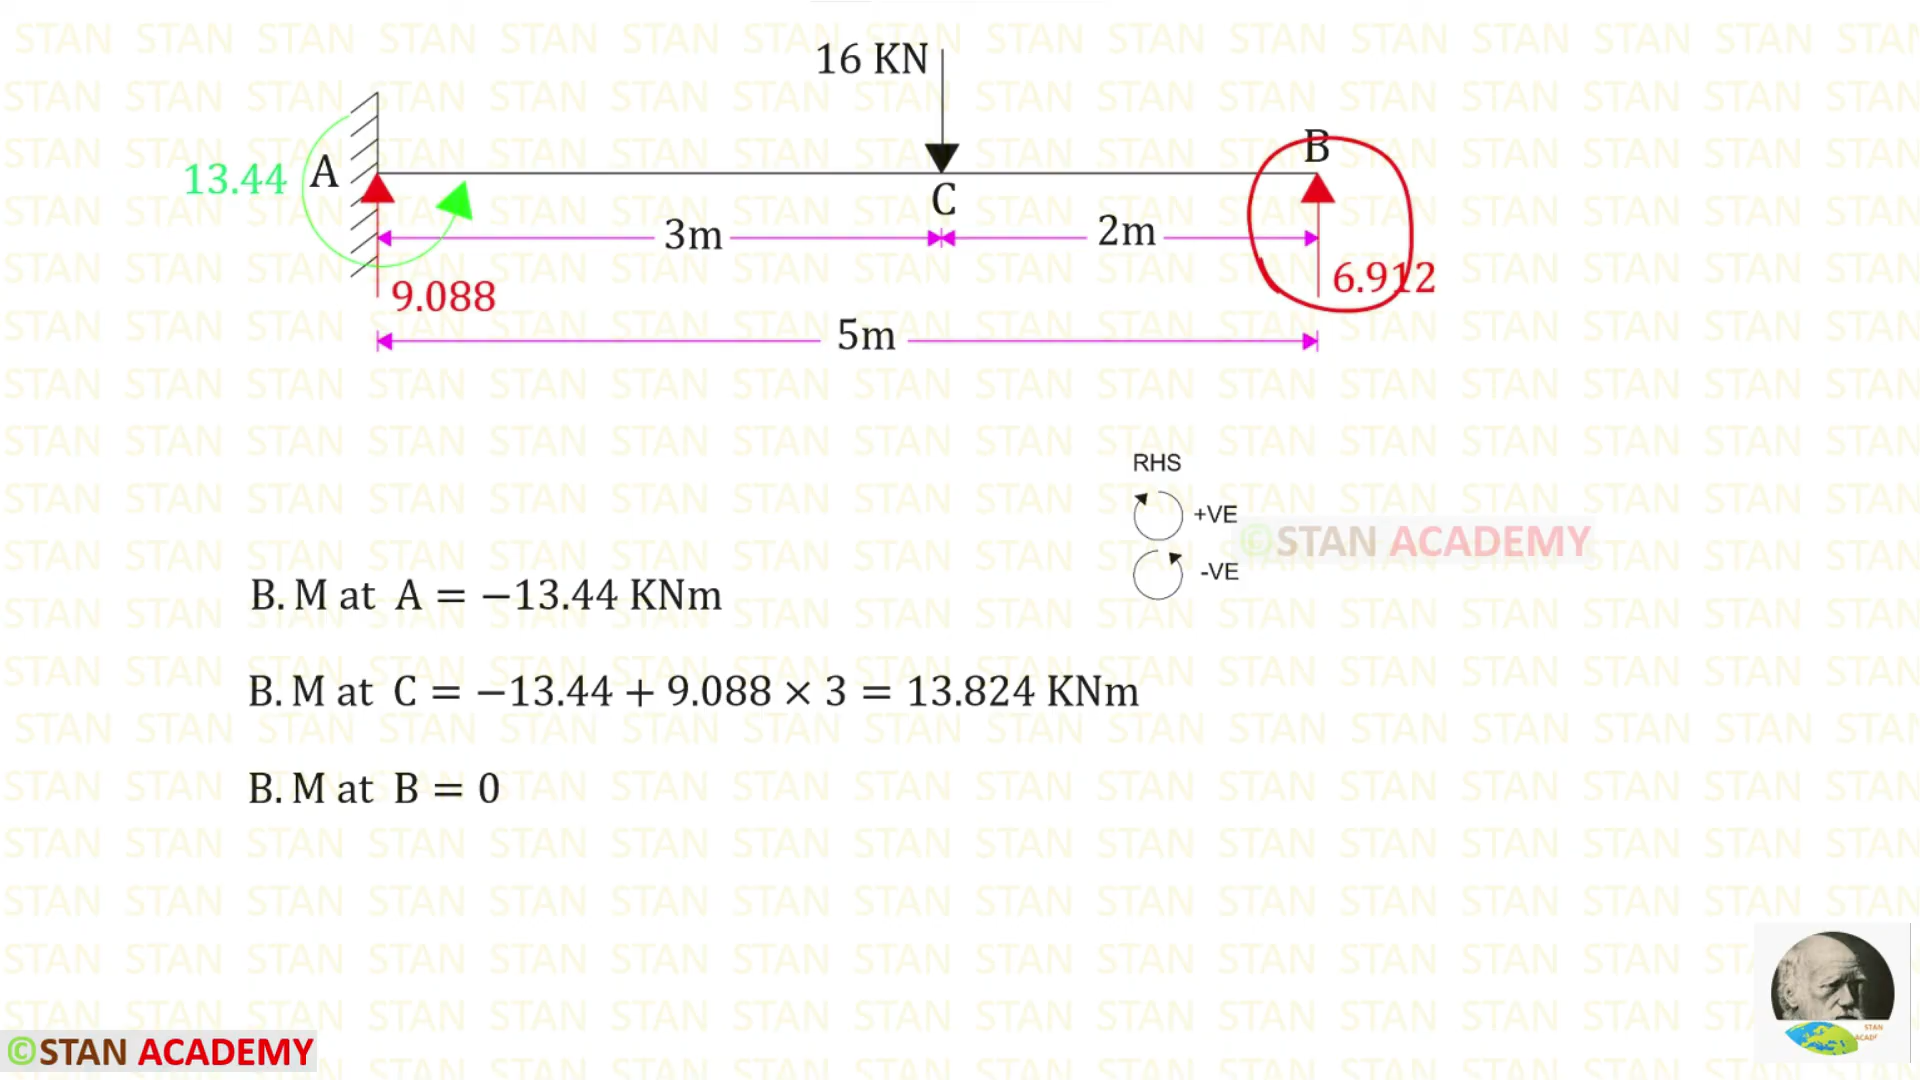 16 KN
B
13.44 A
C
3m
2m
9.088
6.912
5m
RHS
+VE
-VE
©STAN ACADEMY
B. M at A = −13.44 KNm
B. M at C = −13.44 + 9.088 × 3 = 13.824 KNm
B. M at B = 0
STAN
©STAN ACADEMY